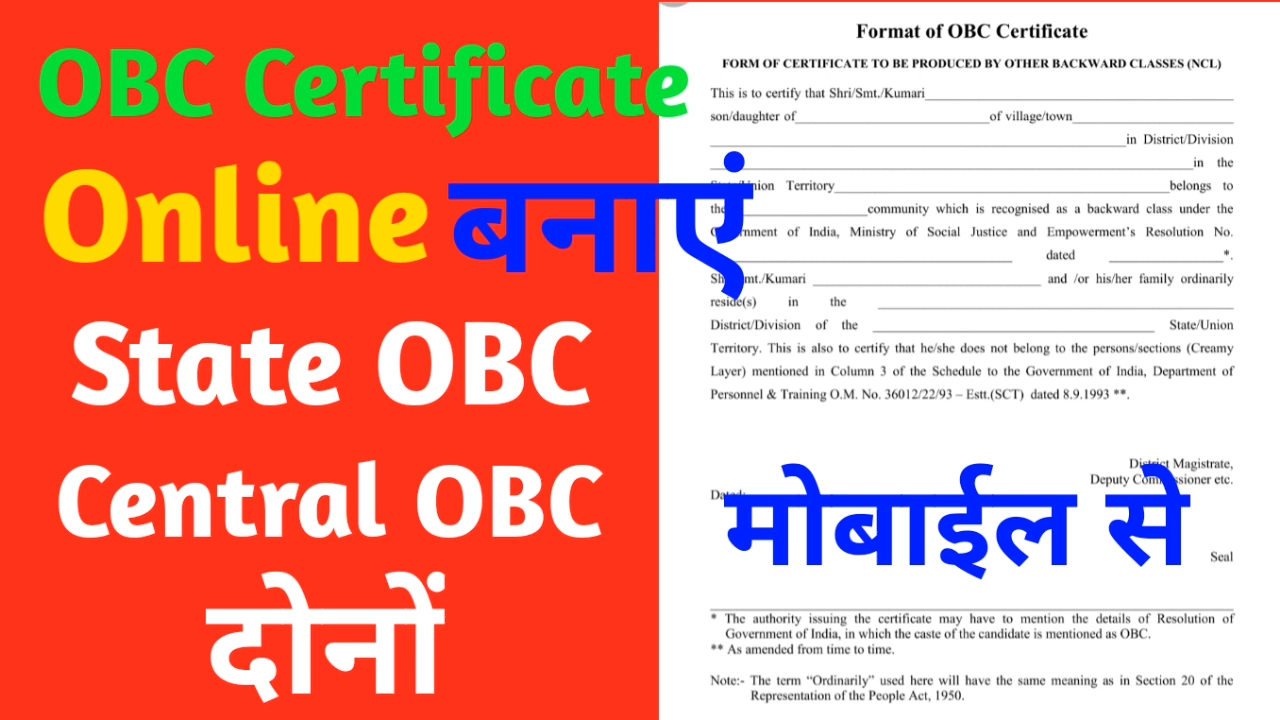 OBC Certificate
Online बनाएं
State OBC
Central OBC
दोनों
Format of OBC Certificate
FORM OF CERTIFICATE TO BE PRODUCED BY OTHER BACKWARD CLASSES (NCL)
This is to certify that Shri/Smt./Kumari
son/daughter of of village/town
in District/Division
in the
Territory belongs to
community which is recognised as a backward class under the
of India, Ministry of Social Justice and Empowerment's Resolution No.
dated *.
and /or his/her family ordinarily
reside(s) in the
District/Division of the State/Union
Territory. This is also to certify that he/she does not belong to the persons/sections (Creamy
Layer) mentioned in Column 3 of the Schedule to the Government of India, Department of
Personnel & Training O.M. No. 36012/22/93 – Estt.(SCT) dated 8.9.1993 **.
District Magistrate,
Deputy Commissioner etc.
Dated:
मोबाईल से
Seal
* The authority issuing the certificate may have to mention the details of Resolution of
Government of India, in which the caste of the candidate is mentioned as OBC.
** As amended from time to time.
Note:- The term “Ordinarily” used here will have the same meaning as in Section 20 of the
Representation of the People Act, 1950.